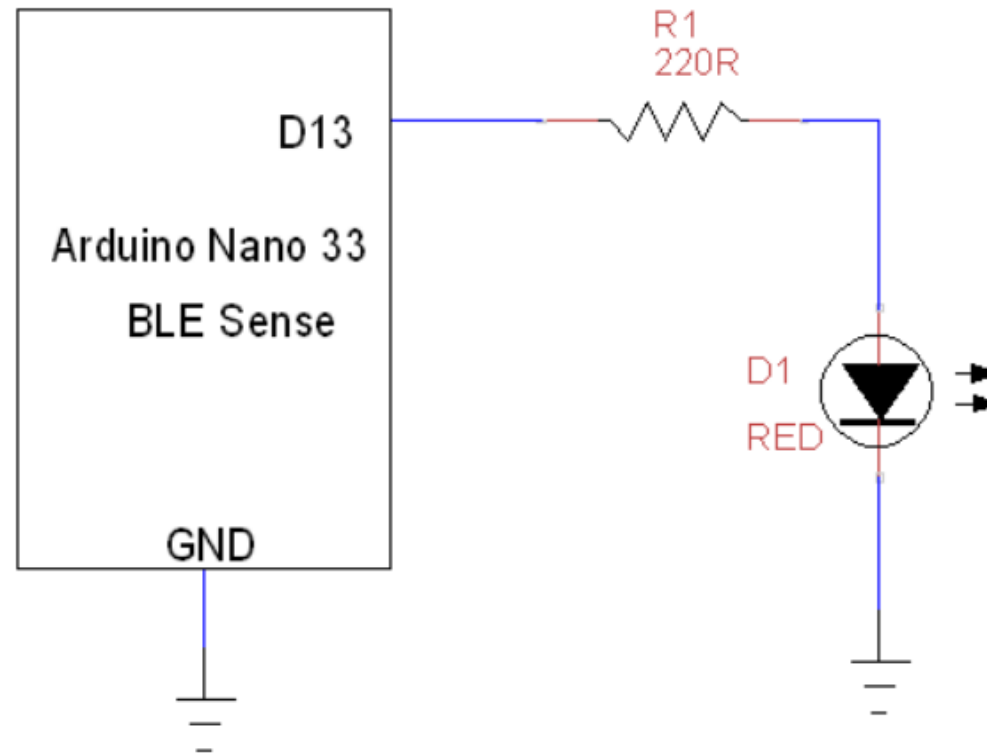 R1
220R
D13
Arduino Nano 33
BLE Sense
D1
RED
GND